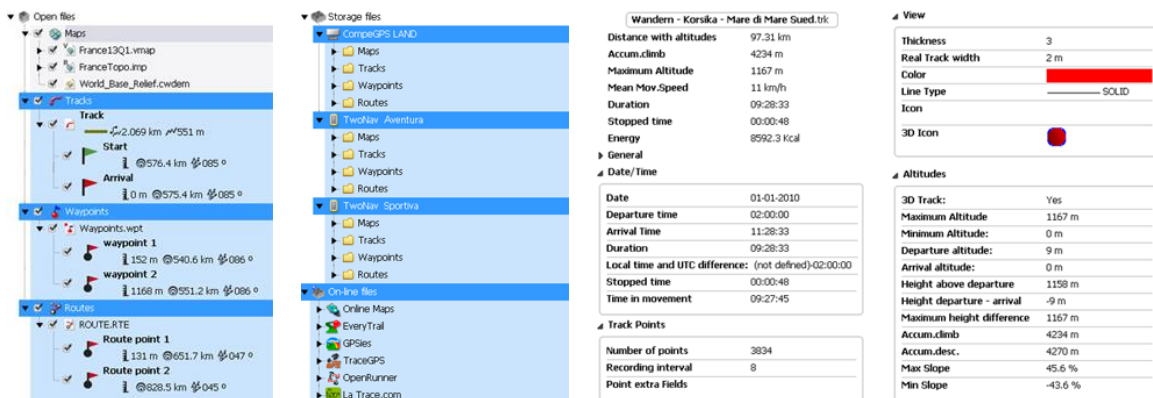 Open files
Maps
France13Q1.vmap
FranceTopo.imp
World_Base_Relief.cwdem
Tracks
Track
2.069 km 551 m
Start
576.4 km 085 º
Arrival
0 m 575.4 km 085 º
Waypoints
Waypoints.wpt
waypoint 1
152 m 540.6 km 086 º
waypoint 2
1168 m 551.2 km 086 º
Routes
ROUTE.RTE
Route point 1
131 m 651.7 km 047 º
Route point 2
828.5 km 045 º
Storage files
CompeGPS LAND
Maps
Tracks
Waypoints
Routes
TwoNav Aventura
Maps
Tracks
Waypoints
Routes
TwoNav Sportiva
Maps
Tracks
Waypoints
Routes
On-line files
Online Maps
EveryTrail
GPSies
TraceGPS
OpenRunner
La Trace.com
Wandern - Korsika - Mare di Mare Sued.trk
Distance with altitudes 97.31 km
Accum.climb 4234 m
Maximum Altitude 1167 m
Mean Mov.Speed 11 km/h
Duration 09:28:33
Stopped time 00:00:48
Energy 8592.3 Kcal
General
Date/Time
Date 01-01-2010
Departure time 02:00:00
Arrival Time 11:28:33
Duration 09:28:33
Local time and UTC difference: (not defined)-02:00:00
Stopped time 00:00:48
Time in movement 09:27:45
Track Points
Number of points 3834
Recording interval 8
Point extra Fields
View
Thickness 3
Real Track width 2 m
Color
Line Type SOLID
Icon
3D Icon
Altitudes
3D Track: Yes
Maximum Altitude 1167 m
Minimum Altitude: 0 m
Departure altitude: 9 m
Arrival altitude: 0 m
Height above departure 1158 m
Height departure - arrival -9 m
Maximum height difference 1167 m
Accum.climb 4234 m
Accum.desc. 4270 m
Max Slope 45.6 %
Min Slope -43.6 %